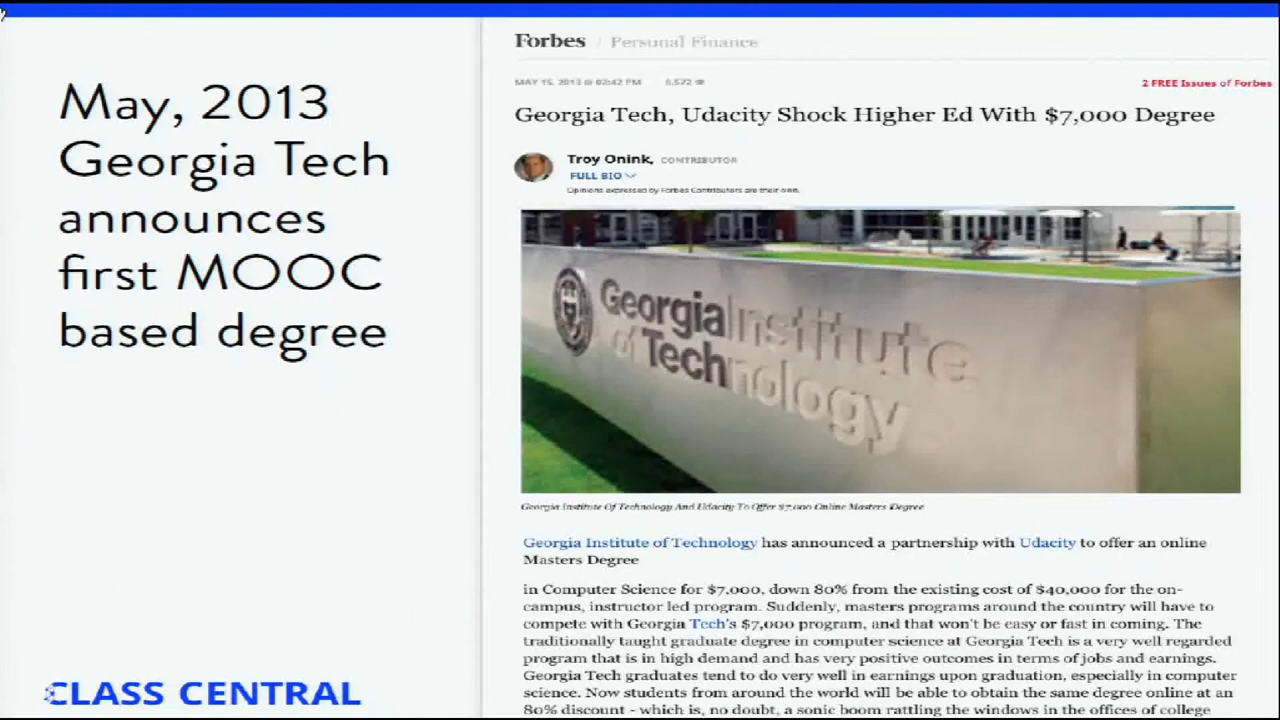 May, 2013
Georgia Tech
announces
first MOOC
based degree
CLASS CENTRAL
Forbes / Personal Finance
MAY 15, 2013 @ 02:42 PM
2 FREE Issues of Forbes
Georgia Tech, Udacity Shock Higher Ed With $7,000 Degree
Troy Onink, CONTRIBUTOR
FULL BIO
Opinions expressed by Forbes Contributors are their own.
Georgia Institute
of Technology
Georgia Institute Of Technology And Udacity To Offer $7,000 Online Masters Degree
Georgia Institute of Technology has announced a partnership with Udacity to offer an online
Masters Degree
in Computer Science for $7,000, down 80% from the existing cost of $40,000 for the on-
campus, instructor led program. Suddenly, masters programs around the country will have to
compete with Georgia Tech's $7,000 program, and that won't be easy or fast in coming. The
traditionally taught graduate degree in computer science at Georgia Tech is a very well regarded
program that is in high demand and has very positive outcomes in terms of jobs and earnings.
Georgia Tech graduates tend to do very well in earnings upon graduation, especially in computer
science. Now students from around the world will be able to obtain the same degree online at an
80% discount - which is, no doubt, a sonic boom rattling the windows in the offices of college